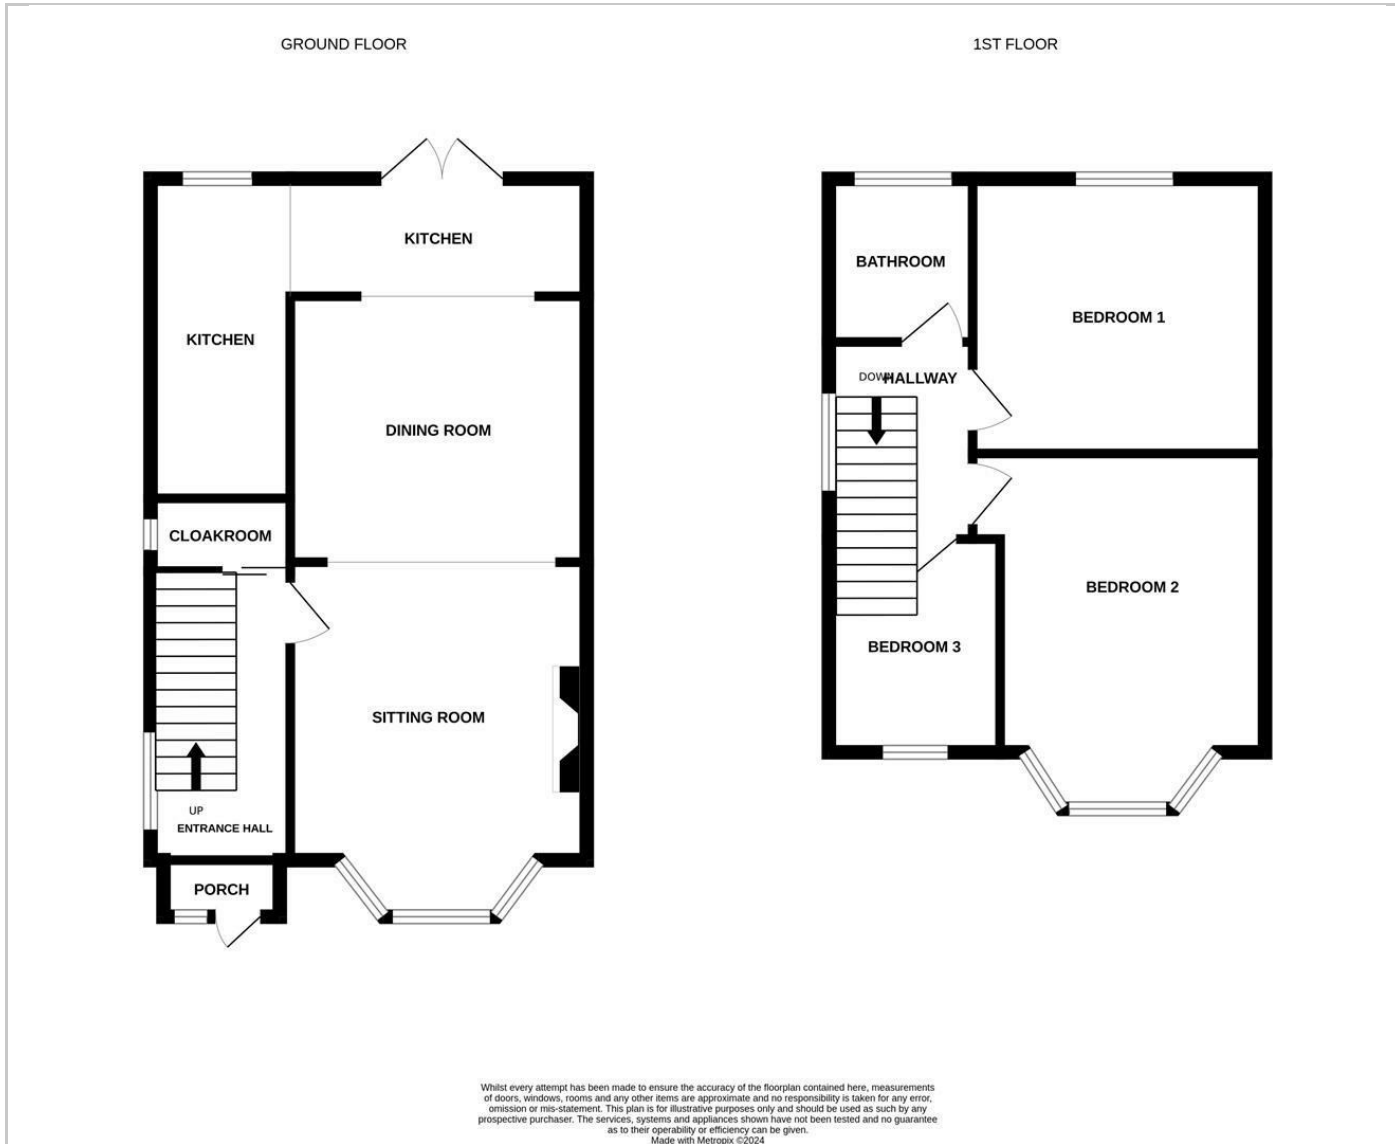 GROUND FLOOR
KITCHEN
KITCHEN
DINING ROOM
CLOAKROOM
SITTING ROOM
UP
ENTRANCE HALL
PORCH
1ST FLOOR
BATHROOM
BEDROOM 1
DOWN
HALLWAY
BEDROOM 2
BEDROOM 3
Whilst every attempt has been made to ensure the accuracy of the floorplan contained here, measurements
of doors, windows, rooms and any other items are approximate and no responsibility is taken for any error,
omission or mis-statement. This plan is for illustrative purposes only and should be used as such by any
prospective purchaser. The services, systems and appliances shown have not been tested and no guarantee
as to their operability or efficiency can be given.
Made with Metropix ©2024